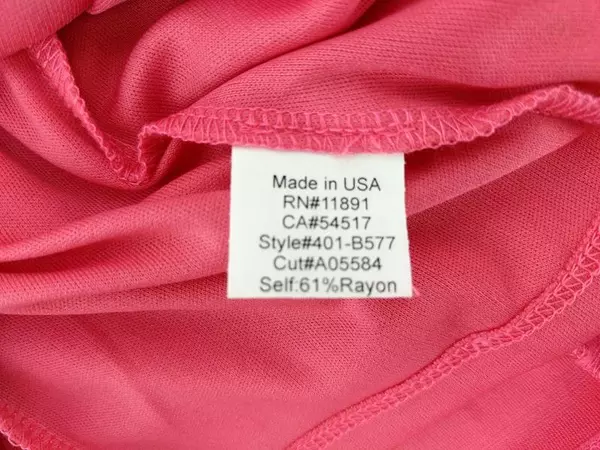 Made in USA
RN#11891
CA#54517
Style#401-B577
Cut#A05584
Self:61%Rayon